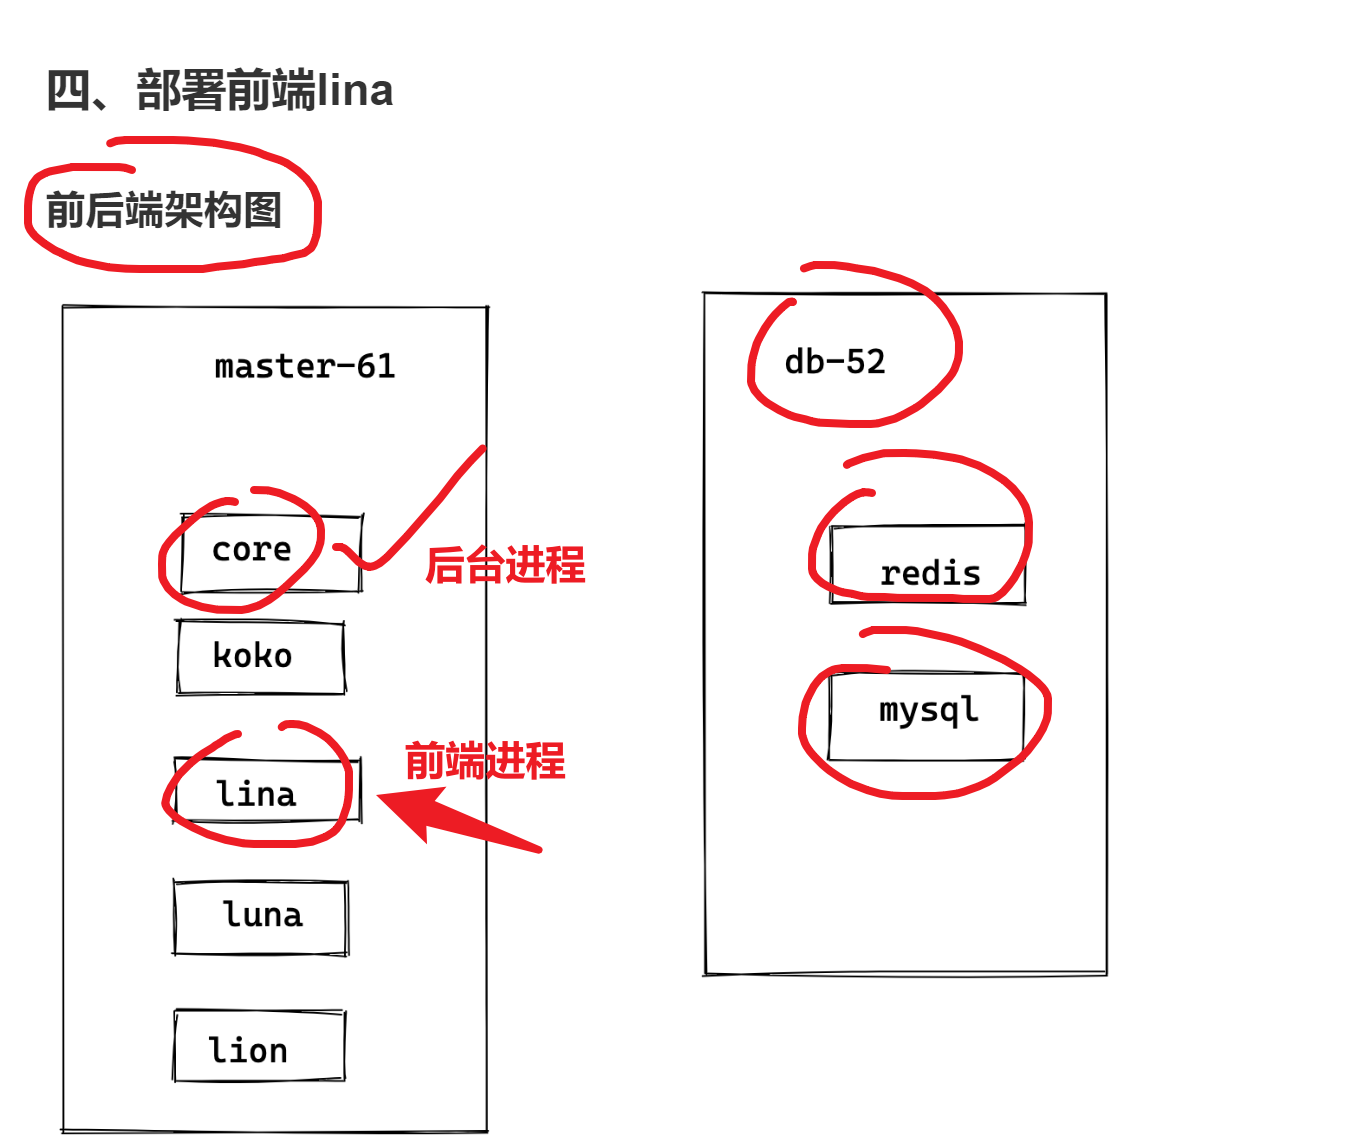 四、部署前端lina
前后端架构图
master-61
core
后台进程
koko
lina
前端进程
luna
lion
db-52
redis
mysql